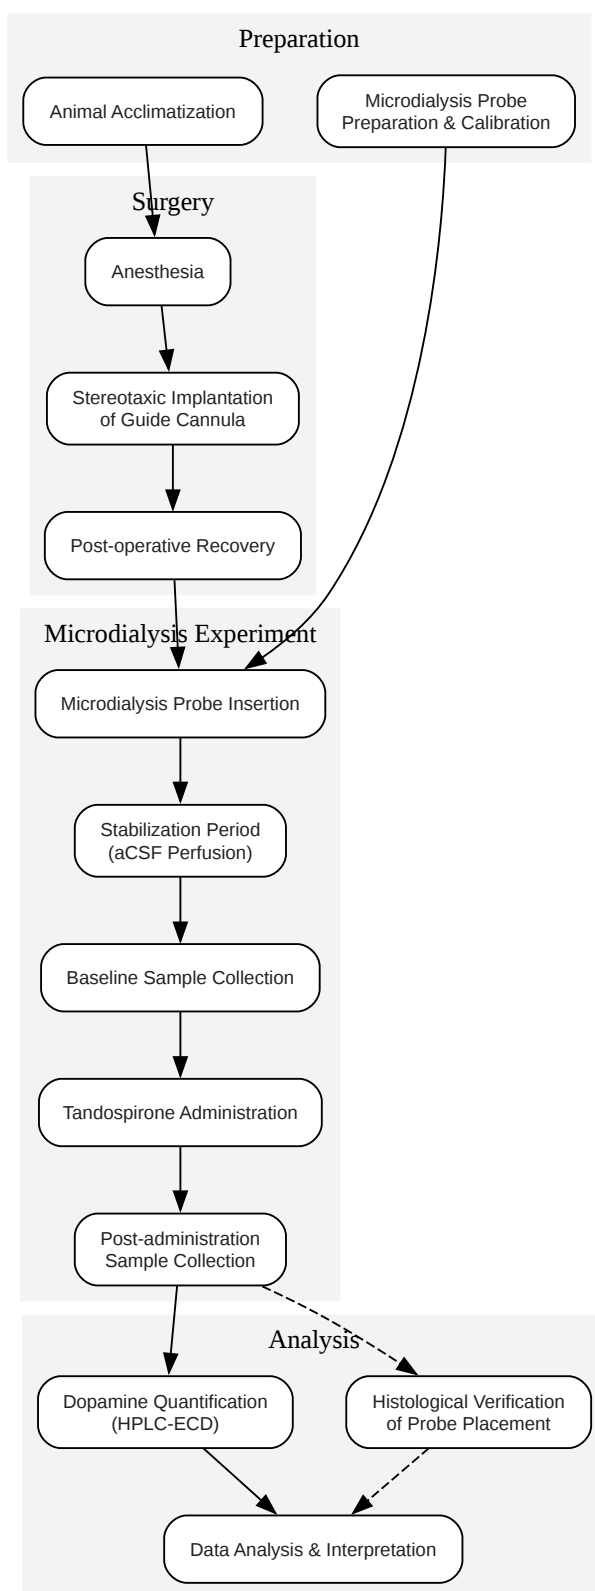 Preparation
Animal Acclimatization
Microdialysis Probe
Preparation & Calibration
Surgery
Anesthesia
Stereotaxic Implantation
of Guide Cannula
Post-operative Recovery
Microdialysis Experiment
Microdialysis Probe Insertion
Stabilization Period
(aCSF Perfusion)
Baseline Sample Collection
Tandospirone Administration
Post-administration
Sample Collection
Analysis
Dopamine Quantification
(HPLC-ECD)
Histological Verification
of Probe Placement
Data Analysis & Interpretation